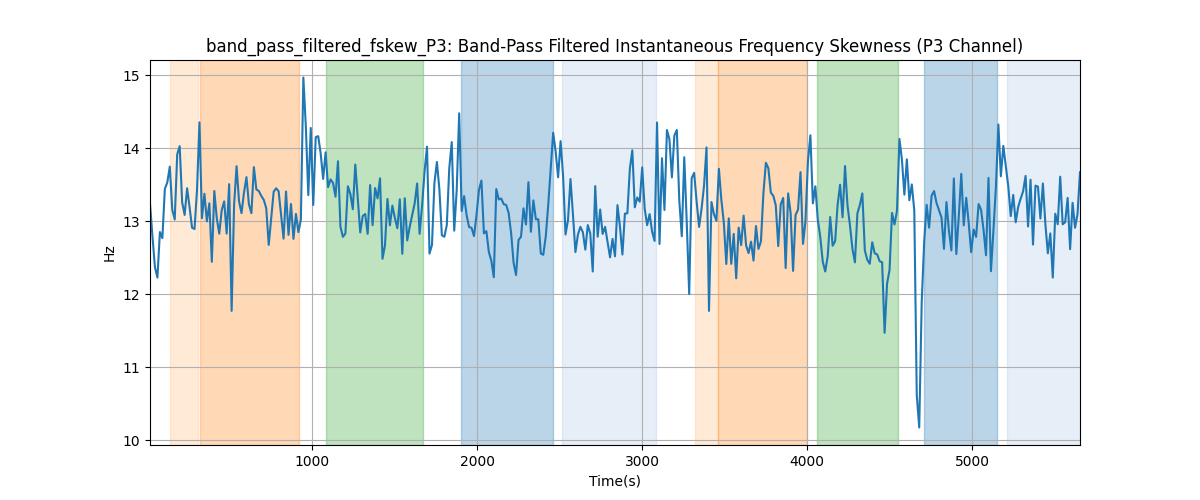 band_pass_filtered_fskew_P3: Band-Pass Filtered Instantaneous Frequency Skewness (P3 Channel)
15
14
13
12
11
10
Hz
1000 2000 3000 4000 5000
Time(s)